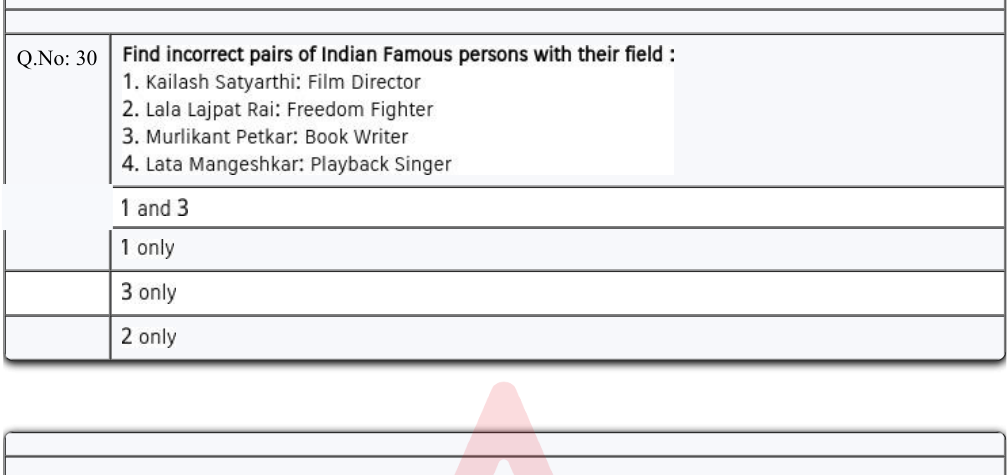 Q.No: 30
Find incorrect pairs of Indian Famous persons with their field :
1. Kailash Satyarthi: Film Director
2. Lala Lajpat Rai: Freedom Fighter
3. Murlikant Petkar: Book Writer
4. Lata Mangeshkar: Playback Singer
1 and 3
1 only
3 only
2 only